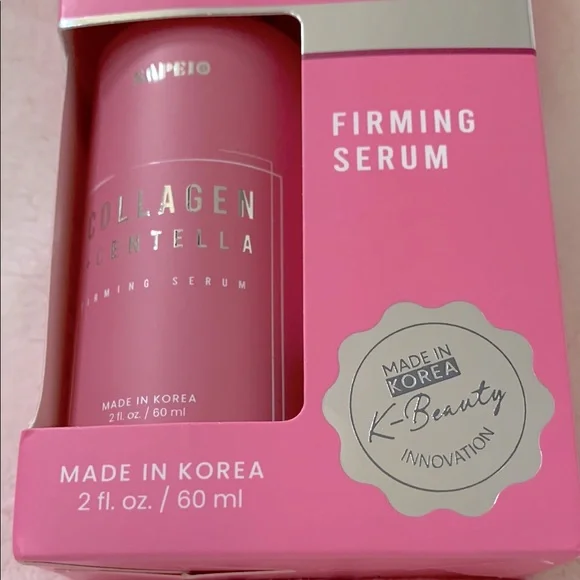 COLLAGEN
+ CENTELLA
FIRMING SERUM
MADE IN KOREA
2 fl. oz. / 60 ml
FIRMING
SERUM
MADE IN
KOREA
K-Beauty
INNOVATION
MADE IN KOREA
2 fl. oz. / 60 ml